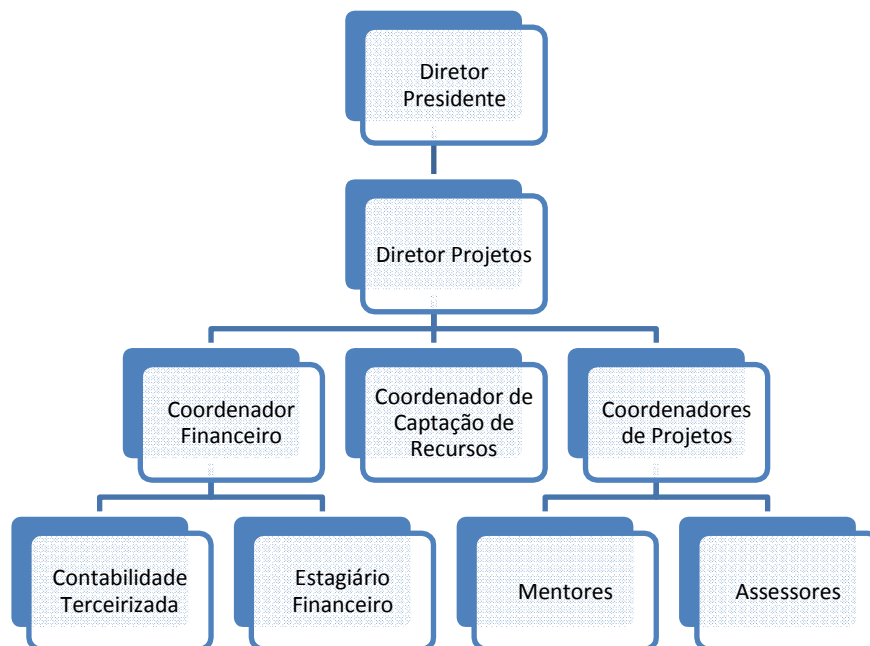 Diretor
Presidente
Diretor Projetos
Coordenador
Financeiro
Coordenador de
Captação de
Recursos
Coordenadores
de Projetos
Contabilidade
Terceirizada
Estagiário
Financeiro
Mentores
Assessores